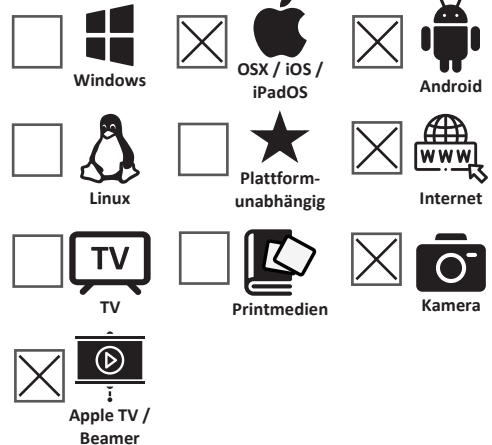 Windows
OSX / iOS /
iPadOS
Android
Linux
Plattform-
unabhängig
WWW
Internet
TV
TV
Printmedien
Kamera
Apple TV /
Beamer